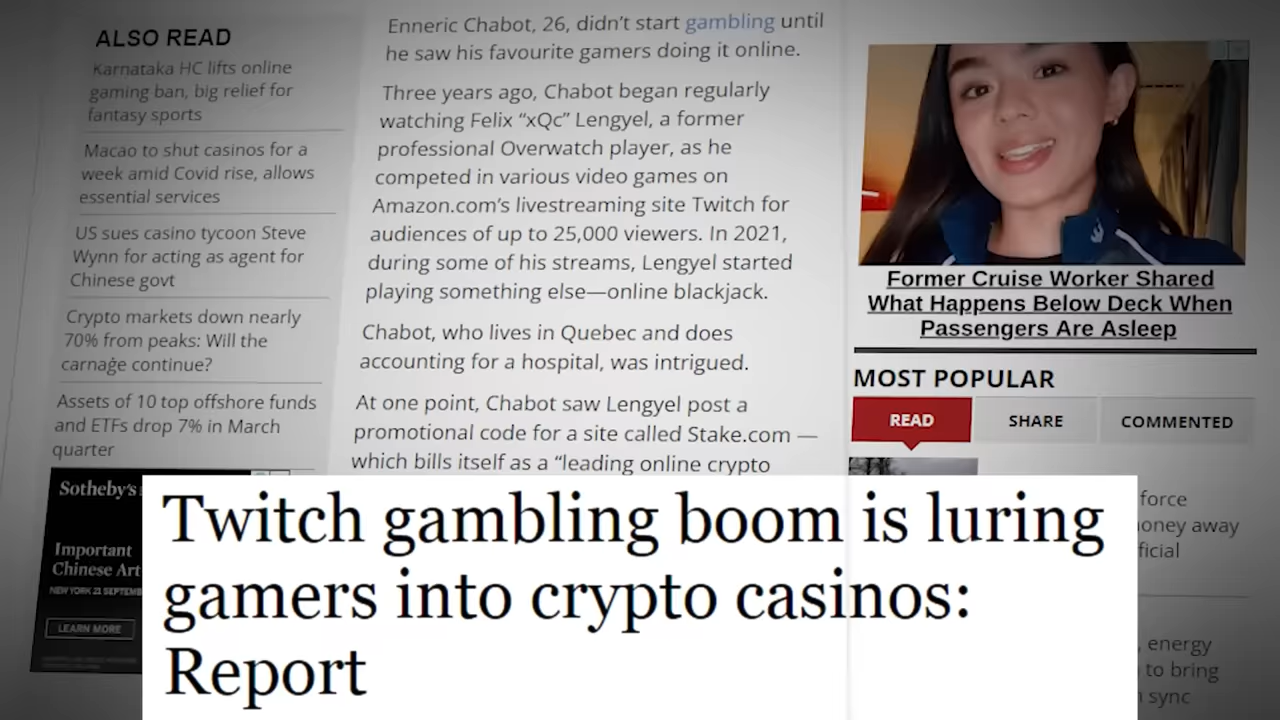 ALSO READ
Karnataka HC lifts online
gaming ban, big relief for
fantasy sports
Macao to shut casinos for a
week amid Covid rise, allows
essential services
US sues casino tycoon Steve
Wynn for acting as agent for
Chinese govt
Crypto markets down nearly
70% from peaks: Will the
carnage continue?
Assets of 10 top offshore funds
and ETFs drop 7% in March
quarter
Sotheby's
Important
Chinese Art
NEW YORK 21 SEPTEMB
LEARN MORE
Enneric Chabot, 26, didn't start gambling until
he saw his favourite gamers doing it online.
Three years ago, Chabot began regularly
watching Felix “xQc” Lengyel, a former
professional Overwatch player, as he
competed in various video games on
Amazon.com's livestreaming site Twitch for
audiences of up to 25,000 viewers. In 2021,
during some of his streams, Lengyel started
playing something else—online blackjack.
Chabot, who lives in Quebec and does
accounting for a hospital, was intrigued.
At one point, Chabot saw Lengyel post a
promotional code for a site called Stake.com —
which bills itself as a “leading online crypto
Former Cruise Worker Shared
What Happens Below Deck When
Passengers Are Asleep
MOST POPULAR
READ SHARE COMMENTED
force
oney away
ficial
, energy
to bring
sync
Twitch gambling boom is luring
gamers into crypto casinos:
Report